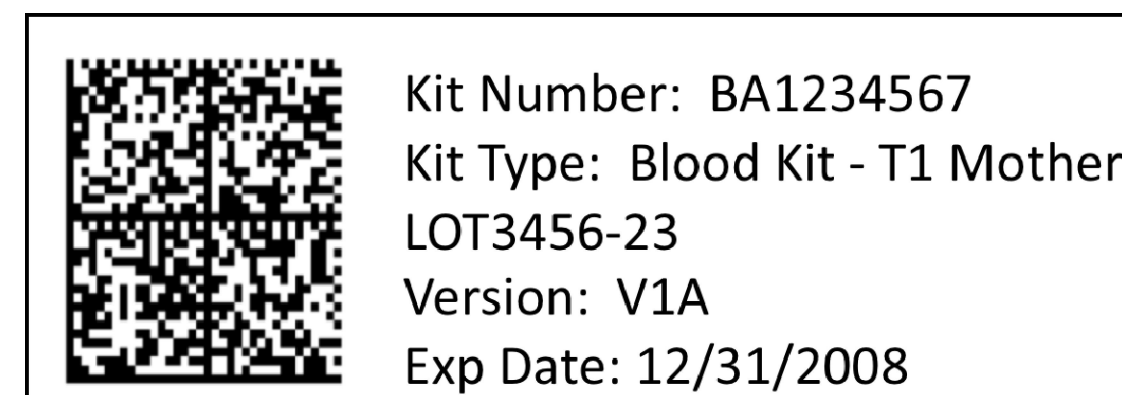 Kit Number: BA1234567
Kit Type: Blood Kit - T1 Mother
LOT3456-23
Version: V1A
Exp Date: 12/31/2008